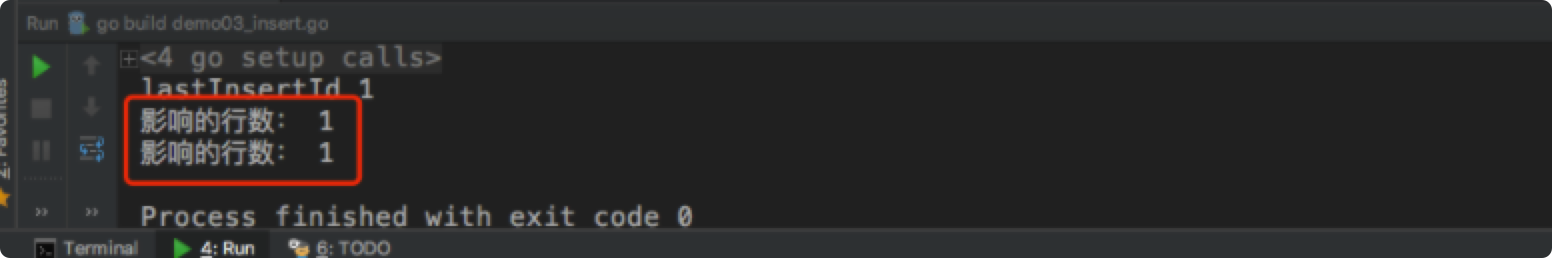 Run go build demo03_insert.go
<4 go setup calls>
lastInsertId 1
影响的行数： 1
影响的行数： 1
Process finished with exit code 0
2: Favorites
Terminal 4: Run 6: TODO